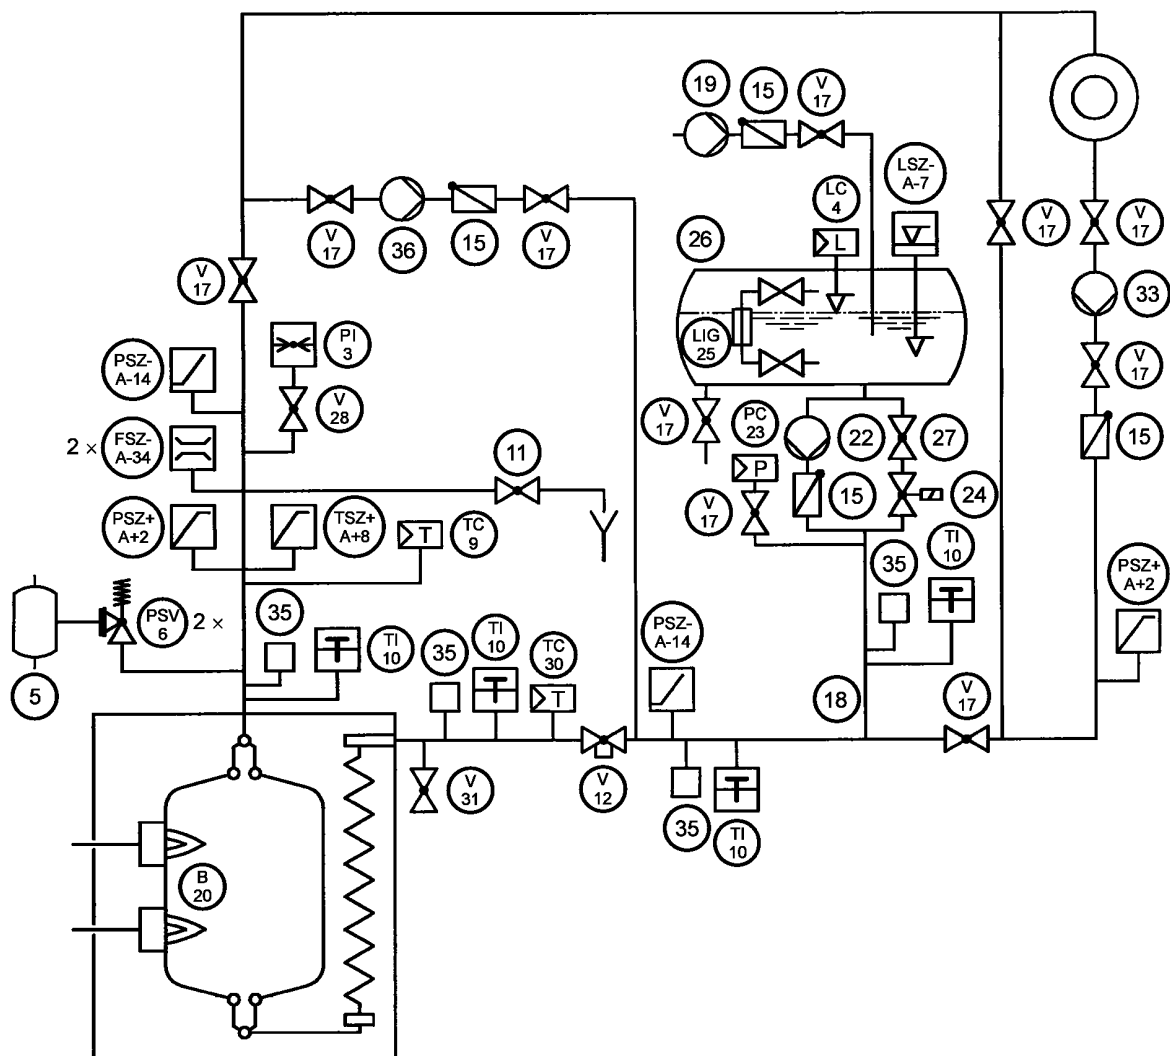 19
15
V
17
LSZ-
A-7
LC
4
L
26
V
17
36
15
V
17
V
17
V
17
V
17
33
PSZ-
A-14
PI
3
LIG
25
V
28
V
17
PC
23
P
22
27
V
17
15
2 ×
FSZ-
A-34
11
V
17
15
24
PSZ+
A+2
TSZ+
A+8
T
TC
9
35
TI
10
T
PSZ+
A+2
PSV
6
2 ×
35
T
TI
10
35
TI
10
T
TC
30
T
PSZ-
A-14
18
V
17
5
V
31
V
12
35
T
TI
10
B
20